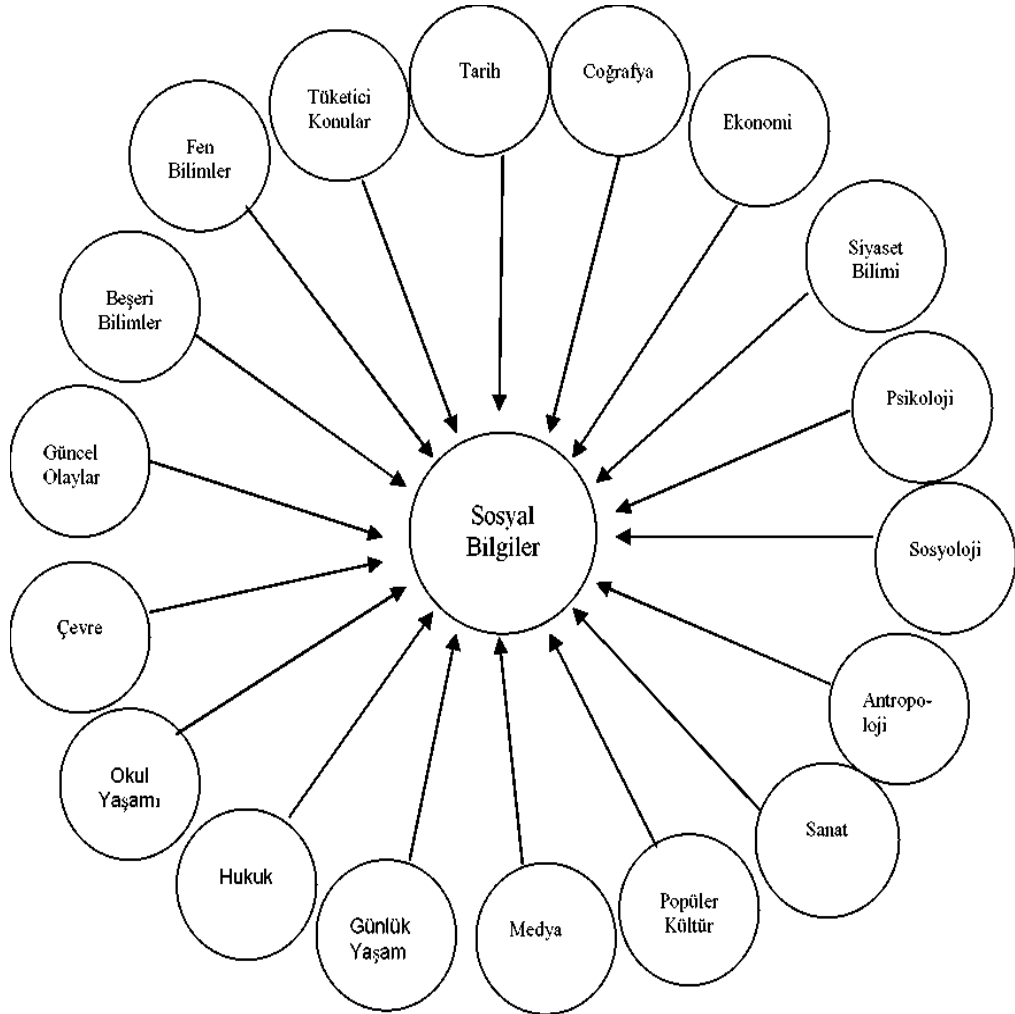 Tarih
Coğrafya
Ekonomi
Siyaset
Bilimi
Psikoloji
Sosyoloji
Antropo-
loji
Sanat
Popüler
Kültür
Medya
Günlük
Yaşam
Hukuk
Okul
Yaşamı
Çevre
Güncel
Olaylar
Beşeri
Bilimler
Fen
Bilimler
Tüketici
Konular
Sosyal
Bilgiler